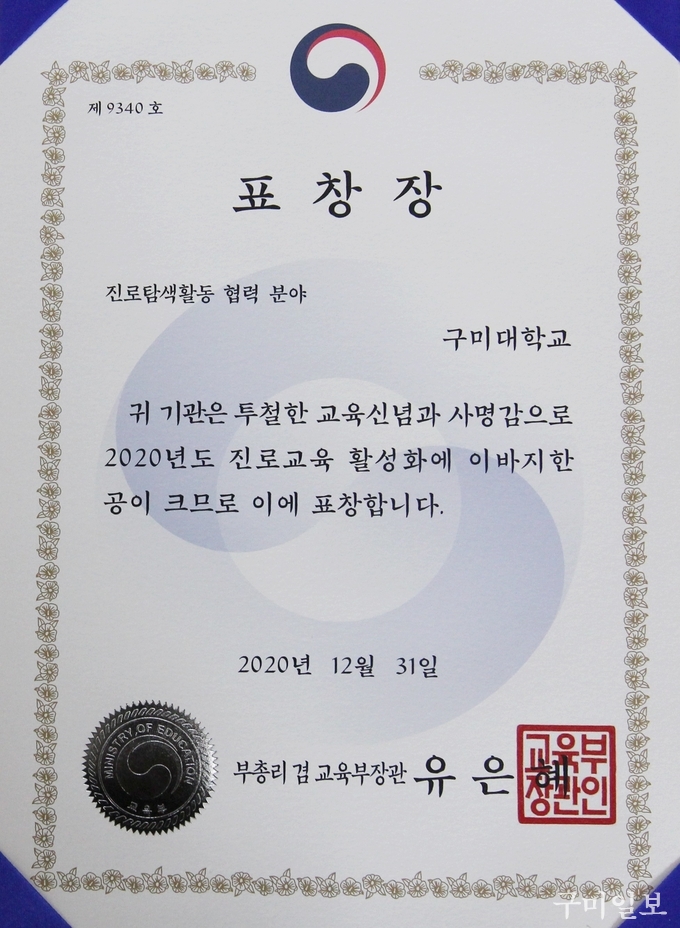 제 9340 호
표 창 장
진로탐색활동 협력 분야
구미대학교
귀 기관은 투철한 교육신념과 사명감으로
2020년도 진로교육 활성화에 이바지한
공이 크므로 이에 표창합니다.
2020년 12월 31일
MINISTRY OF EDUCATION
교육부
부총리 겸 교육부장관 유 은 혜
교육부
장관인
구미일보